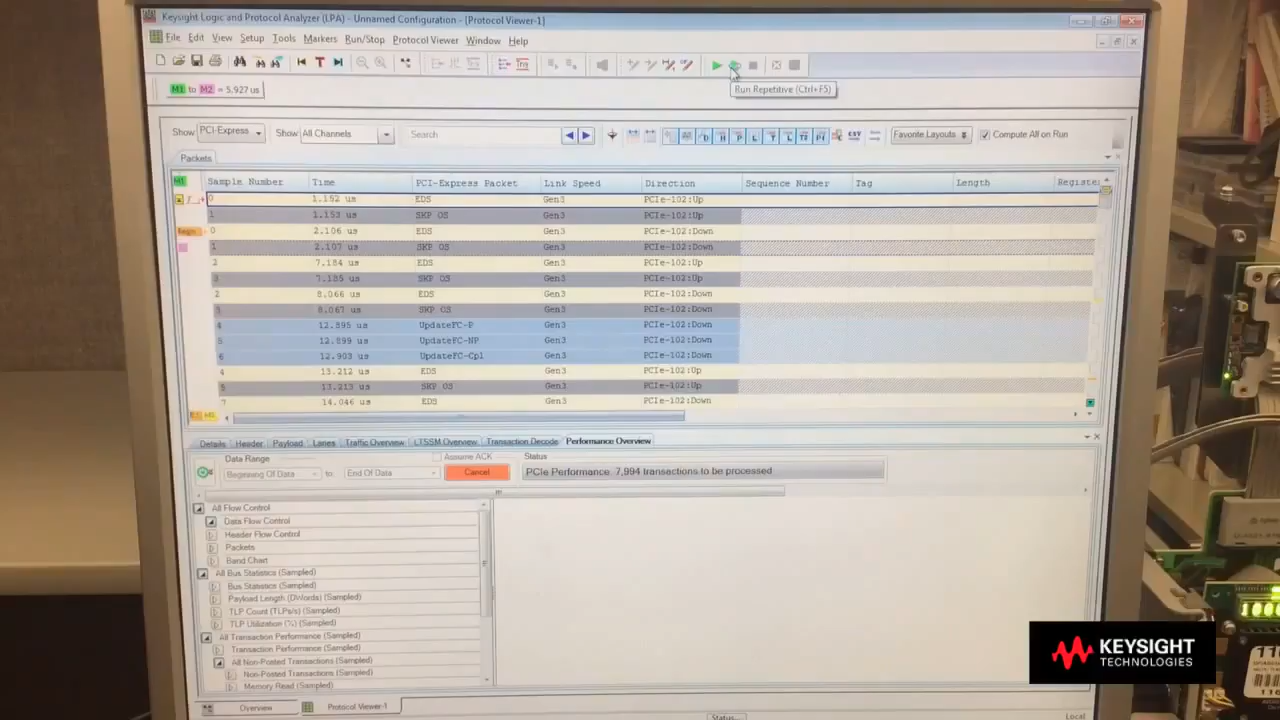 Keysight Logic and Protocol Analyzer (LPA) - Unnamed Configuration - [Protocol Viewer-1]
File Edit View Setup Tools Markers Run/Stop Protocol Viewer Window Help
M1 to M2 = 5.927 us
Run Repetitive (Ctrl+F5)
Show PCI-Express Show All Channels Search Favorite Layouts Compute All on Run
Packets
M1 Sample Number Time PCI-Express Packet Link Speed Direction Sequence Number Tag Length Register
0 1.152 us EDS Gen3 PCIe-102:Up
1 1.153 us SKP OS Gen3 PCIe-102:Up
0 2.106 us EDS Gen3 PCIe-102:Down
1 2.107 us SKP OS Gen3 PCIe-102:Down
2 7.184 us EDS Gen3 PCIe-102:Up
3 7.185 us SKP OS Gen3 PCIe-102:Up
2 8.066 us EDS Gen3 PCIe-102:Down
3 8.067 us SKP OS Gen3 PCIe-102:Down
4 12.895 us UpdateFC-P Gen3 PCIe-102:Down
5 12.899 us UpdateFC-NP Gen3 PCIe-102:Down
6 12.903 us UpdateFC-Cpl Gen3 PCIe-102:Down
4 13.212 us EDS Gen3 PCIe-102:Up
5 13.213 us SKP OS Gen3 PCIe-102:Up
7 14.046 us EDS Gen3 PCIe-102:Down
Details Header Payload Lanes Traffic Overview LTSSM Overview Transaction Decode Performance Overview
Data Range Assume ACK Status
Beginning Of Data to: End Of Data Cancel PCIe Performance: 7,994 transactions to be processed
All Flow Control
Data Flow Control
Header Flow Control
Packets
Band Chart
All Bus Statistics (Sampled)
Bus Statistics (Sampled)
Payload Length (DWords) (Sampled)
TLP Count (TLPs/s) (Sampled)
TLP Utilization (%) (Sampled)
All Transaction Performance (Sampled)
Transaction Performance (Sampled)
All Non-Posted Transactions (Sampled)
Non-Posted Transactions (Sampled)
Memory Read (Sampled)
Overview Protocol Viewer-1
Status... Local
KEYSIGHT
TECHNOLOGIES